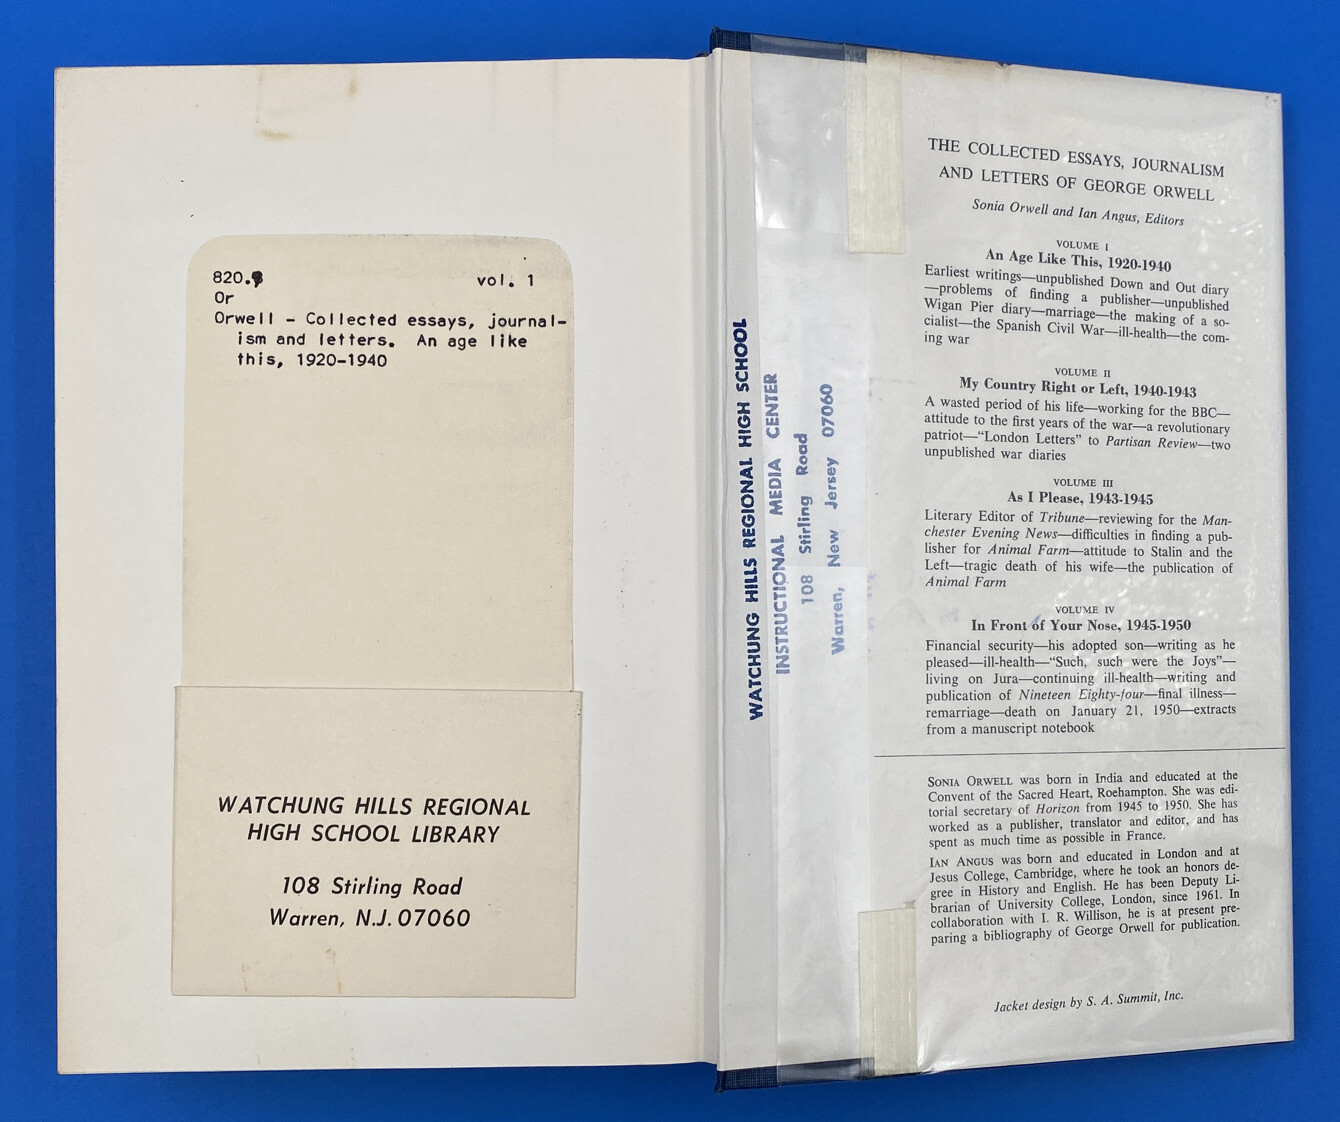 820.9 vol. 1
Or
Orwell - Collected essays, journal-
ism and letters. An age like
this, 1920-1940
WATCHUNG HILLS REGIONAL
HIGH SCHOOL LIBRARY
108 Stirling Road
Warren, N.J. 07060
WATCHUNG HILLS REGIONAL HIGH SCHOOL
INSTRUCTIONAL MEDIA CENTER
108 Stirling Road
Warren, New Jersey 07060
THE COLLECTED ESSAYS, JOURNALISM
AND LETTERS OF GEORGE ORWELL
Sonia Orwell and Ian Angus, Editors
VOLUME I
An Age Like This, 1920-1940
Earliest writings—unpublished Down and Out diary
—problems of finding a publisher—unpublished
Wigan Pier diary—marriage—the making of a so-
cialist—the Spanish Civil War—ill-health—the com-
ing war
VOLUME II
My Country Right or Left, 1940-1943
A wasted period of his life—working for the BBC—
attitude to the first years of the war—a revolutionary
patriot—“London Letters” to Partisan Review—two
unpublished war diaries
VOLUME III
As I Please, 1943-1945
Literary Editor of Tribune—reviewing for the Man-
chester Evening News—difficulties in finding a pub-
lisher for Animal Farm—attitude to Stalin and the
Left—tragic death of his wife—the publication of
Animal Farm
VOLUME IV
In Front of Your Nose, 1945-1950
Financial security—his adopted son—writing as he
pleased—ill-health—“Such, such were the Joys”—
living on Jura—continuing ill-health—writing and
publication of Nineteen Eighty-four—final illness—
remarriage—death on January 21, 1950—extracts
from a manuscript notebook
SONIA ORWELL was born in India and educated at the
Convent of the Sacred Heart, Roehampton. She was edi-
torial secretary of Horizon from 1945 to 1950. She has
worked as a publisher, translator and editor, and has
spent as much time as possible in France.
IAN ANGUS was born and educated in London and at
Jesus College, Cambridge, where he took an honors de-
gree in History and English. He has been Deputy Li-
brarian of University College, London, since 1961. In
collaboration with I. R. Willison, he is at present pre-
paring a bibliography of George Orwell for publication.
Jacket design by S. A. Summit, Inc.